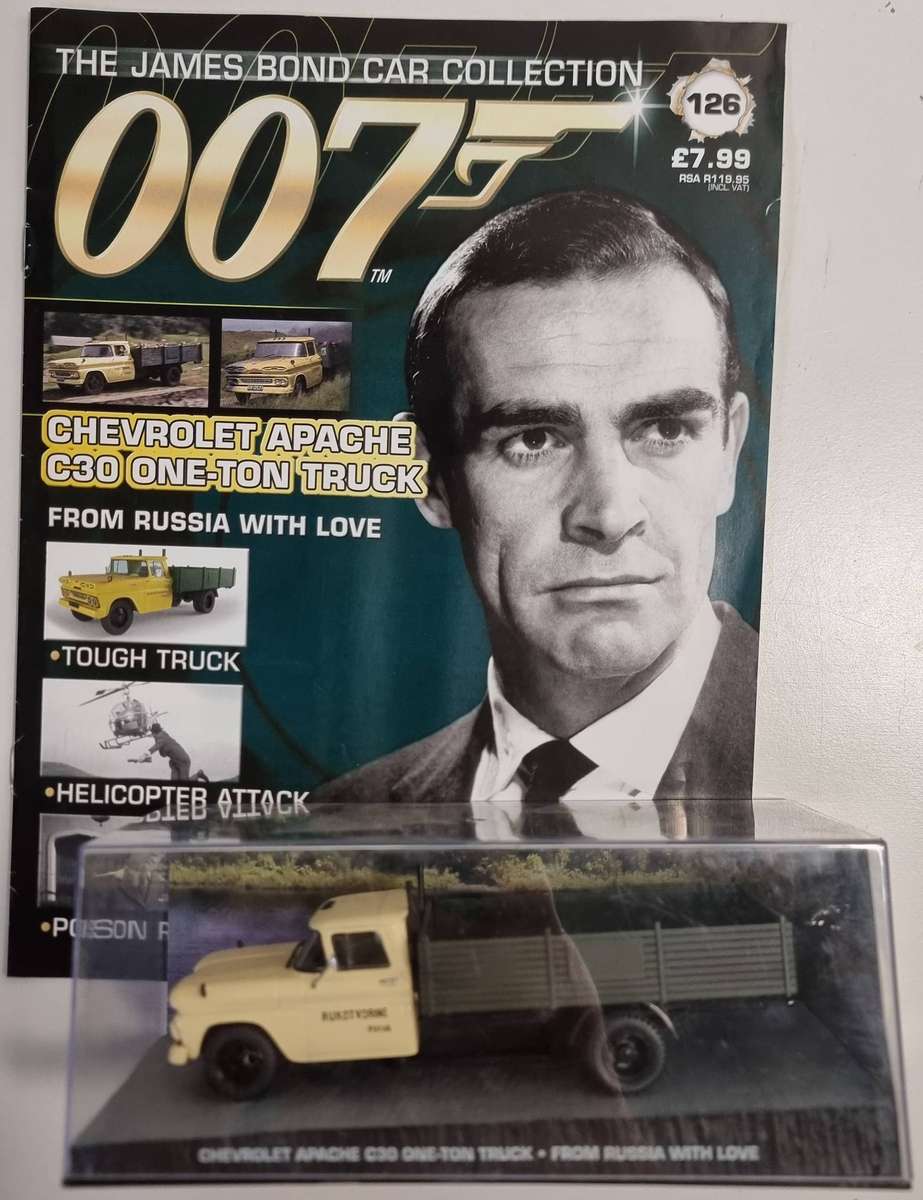 THE JAMES BOND CAR COLLECTION
007
TM
126
£7.99
RSA R119.95
(INCL. VAT)
CHEVROLET APACHE
C30 ONE-TON TRUCK
FROM RUSSIA WITH LOVE
•TOUGH TRUCK
•HELICOPTER ATTACK
•POISON
CHEVROLET APACHE C30 ONE-TON TRUCK • FROM RUSSIA WITH LOVE